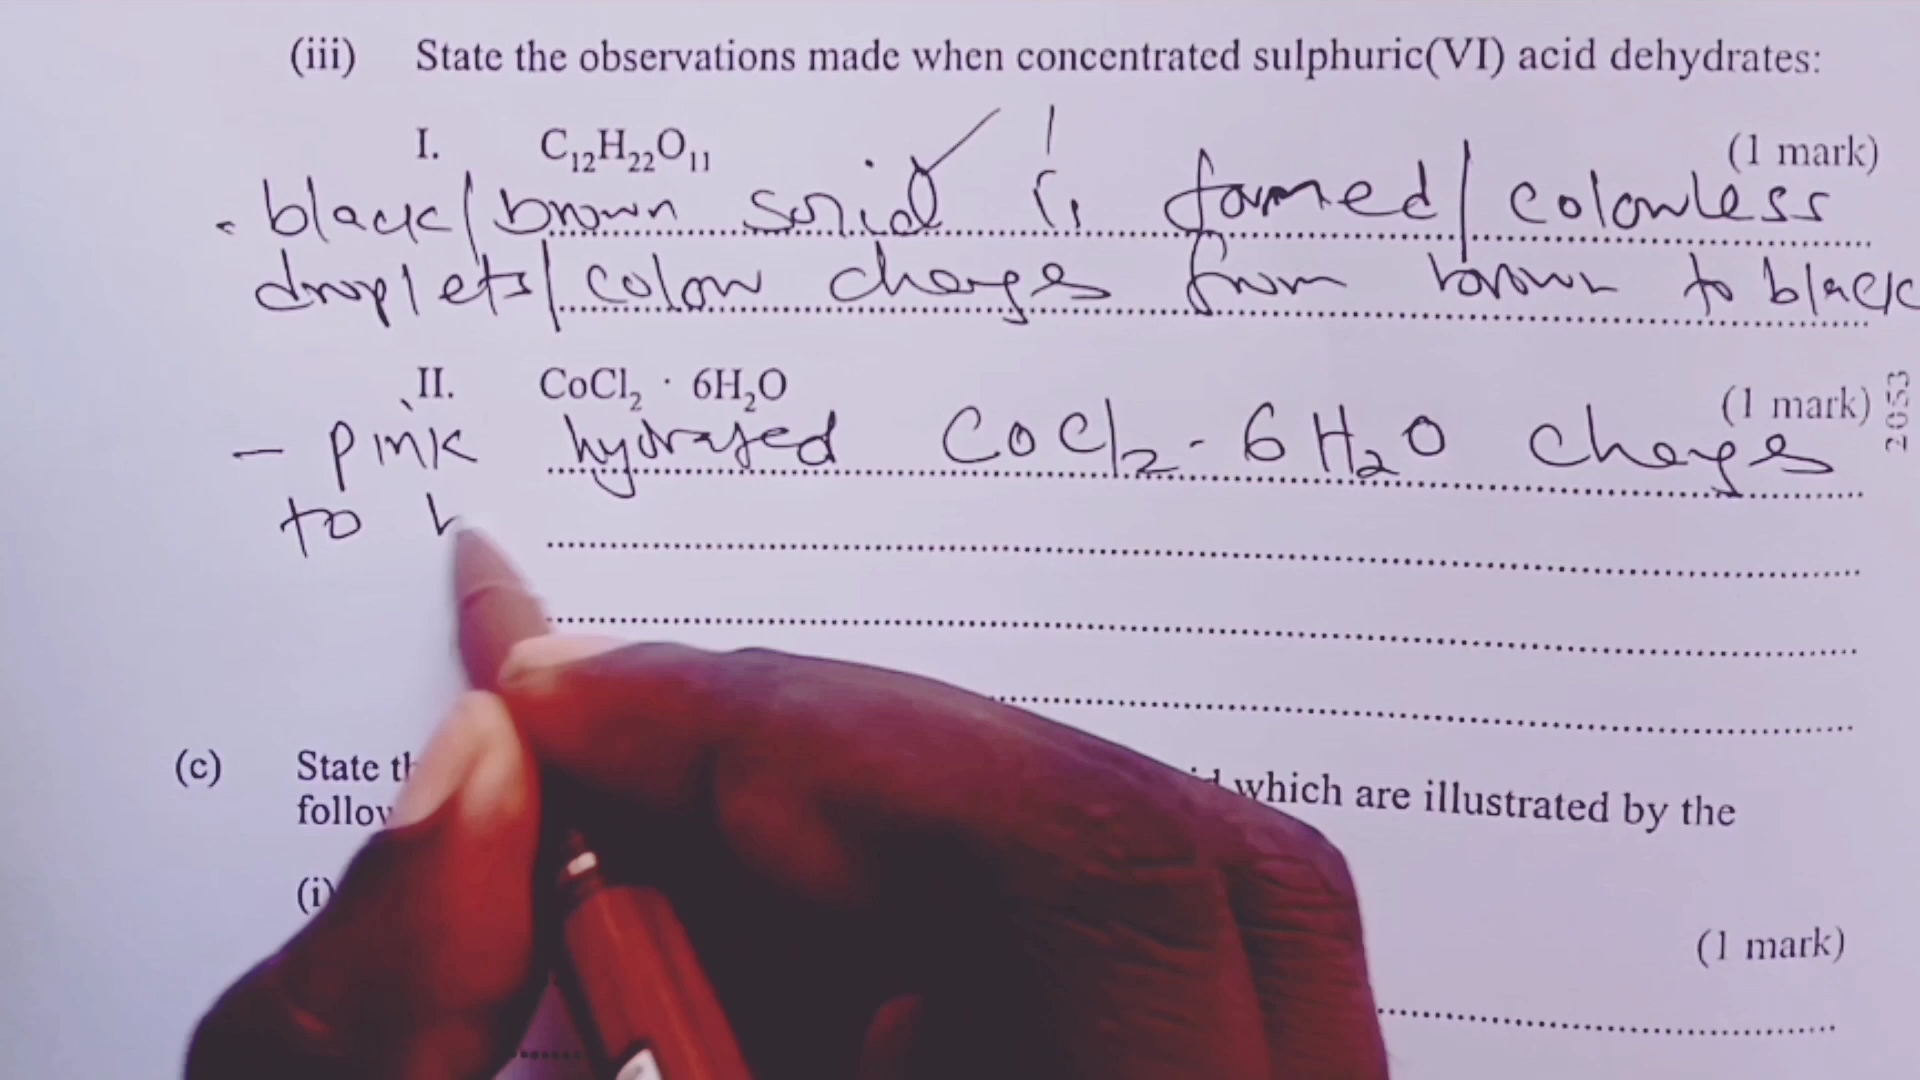 (iii) State the observations made when concentrated sulphuric(VI) acid dehydrates:
I. C₁₂H₂₂O₁₁ (1 mark)
black/brown solid is formed/colourless
droplets/colour changes from brown to black
II. CoCl₂ · 6H₂O (1 mark)
- pink hydrated CoCl₂·6H₂O changes
to
2053
(c) State which are illustrated by the
(i)
(1 mark)